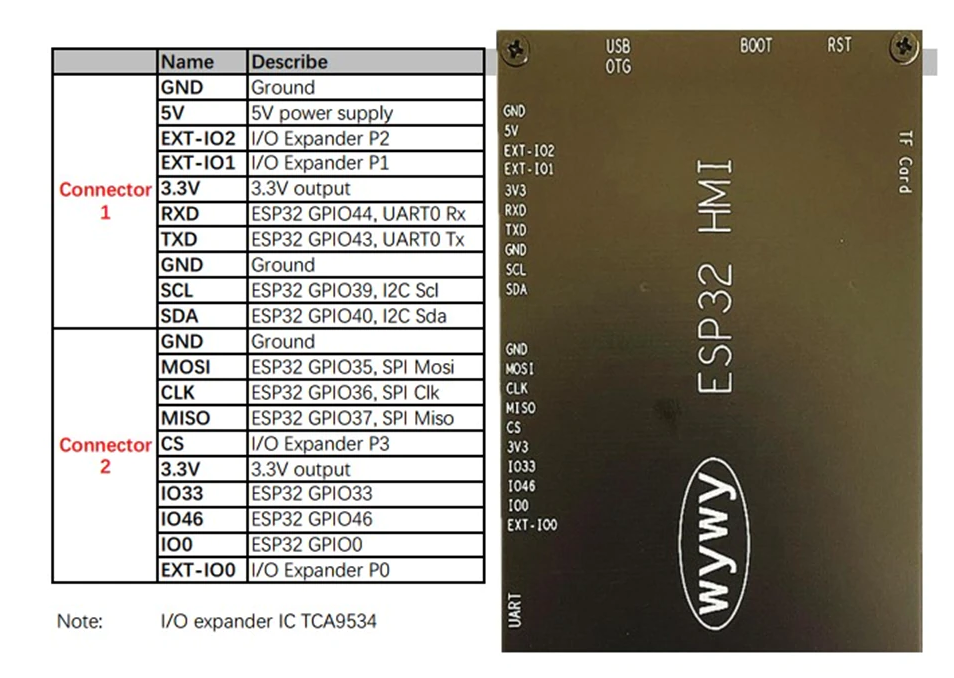 Name Describe
Connector 1
GND Ground
5V 5V power supply
EXT-IO2 I/O Expander P2
EXT-IO1 I/O Expander P1
3.3V 3.3V output
RXD ESP32 GPIO44, UART0 Rx
TXD ESP32 GPIO43, UART0 Tx
GND Ground
SCL ESP32 GPIO39, I2C Scl
SDA ESP32 GPIO40, I2C Sda
Connector 2
GND Ground
MOSI ESP32 GPIO35, SPI Mosi
CLK ESP32 GPIO36, SPI Clk
MISO ESP32 GPIO37, SPI Miso
CS I/O Expander P3
3.3V 3.3V output
IO33 ESP32 GPIO33
IO46 ESP32 GPIO46
IO0 ESP32 GPIO0
EXT-IO0 I/O Expander P0
Note: I/O expander IC TCA9534
USB OTG
BOOT
RST
TF Card
GND
5V
EXT-IO2
EXT-IO1
3V3
RXD
TXD
GND
SCL
SDA
GND
MOSI
CLK
MISO
CS
3V3
IO33
IO46
IO0
EXT-IO0
UART
ESP32 HMI
wywy